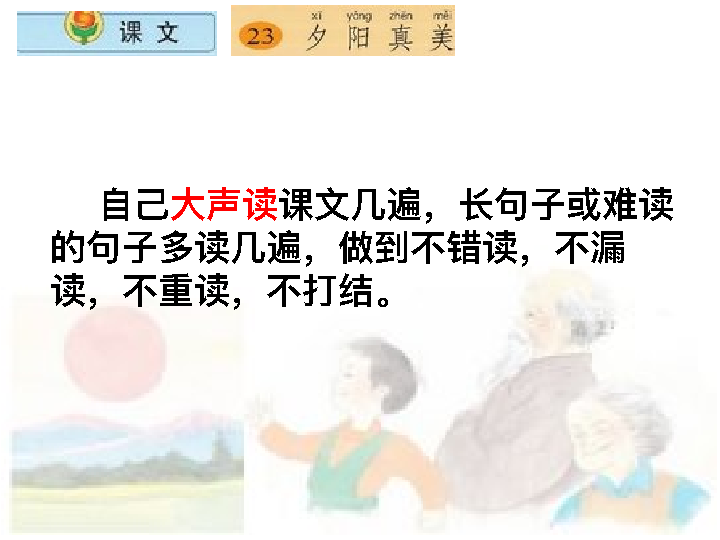 课 文
23 夕 阳 真 美
xī yáng zhēn měi
自己大声读课文几遍，长句子或难读
的句子多读几遍，做到不错读，不漏
读，不重读，不打结。